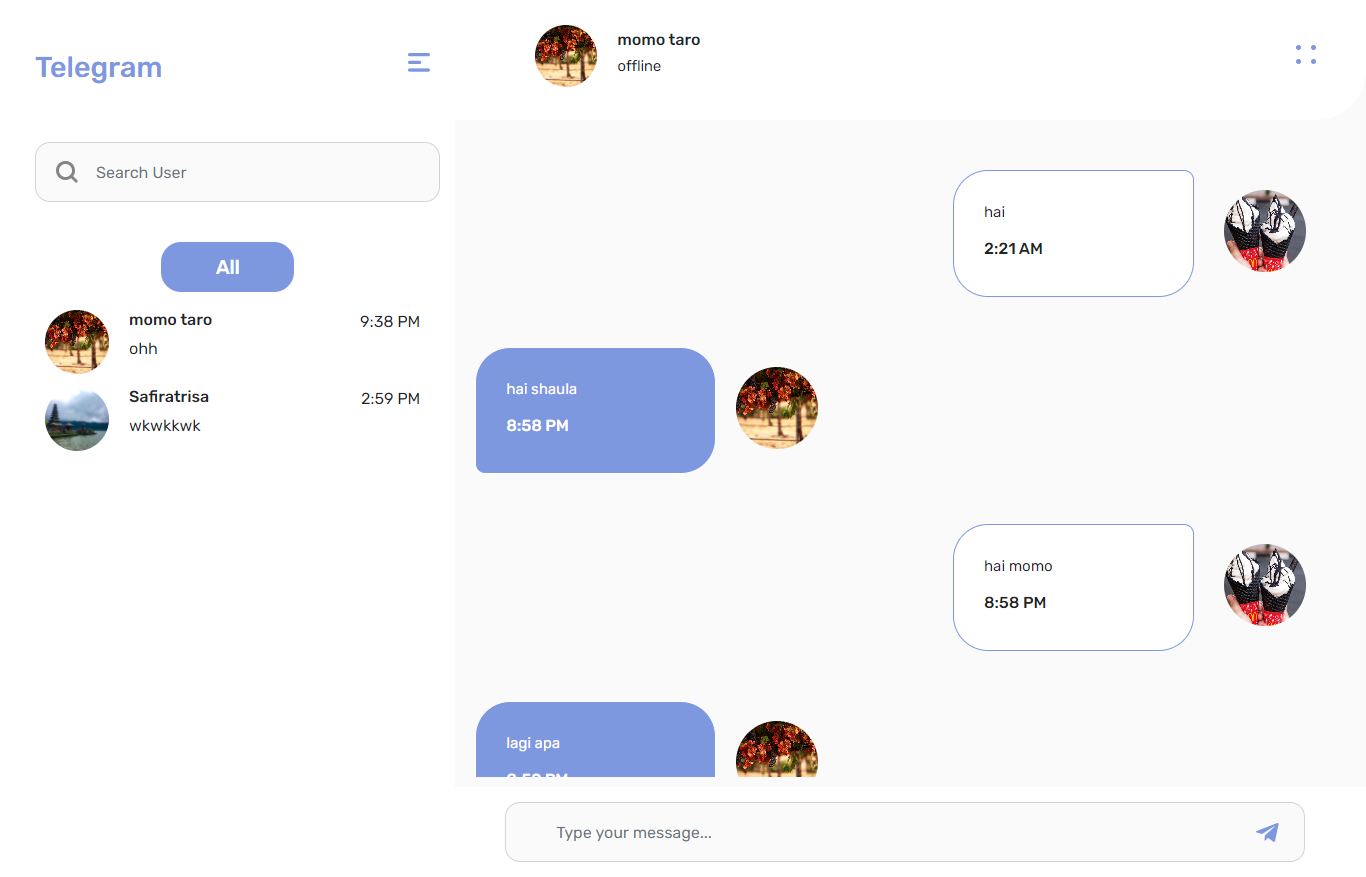 Telegram
Search User
All
momo taro
9:38 PM
ohh
Safiratrisa
2:59 PM
wkwkkwk
momo taro
offline
hai
2:21 AM
hai shaula
8:58 PM
hai momo
8:58 PM
lagi apa
Type your message...